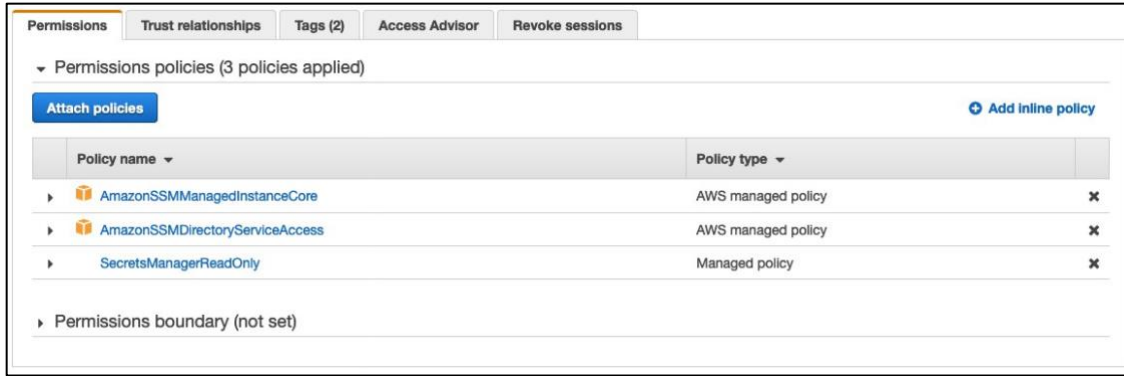 Permissions Trust relationships Tags (2) Access Advisor Revoke sessions
Permissions policies (3 policies applied)
Attach policies Add inline policy
Policy name Policy type
AmazonSSMManagedInstanceCore AWS managed policy
AmazonSSMDirectoryServiceAccess AWS managed policy
SecretsManagerReadOnly Managed policy
Permissions boundary (not set)